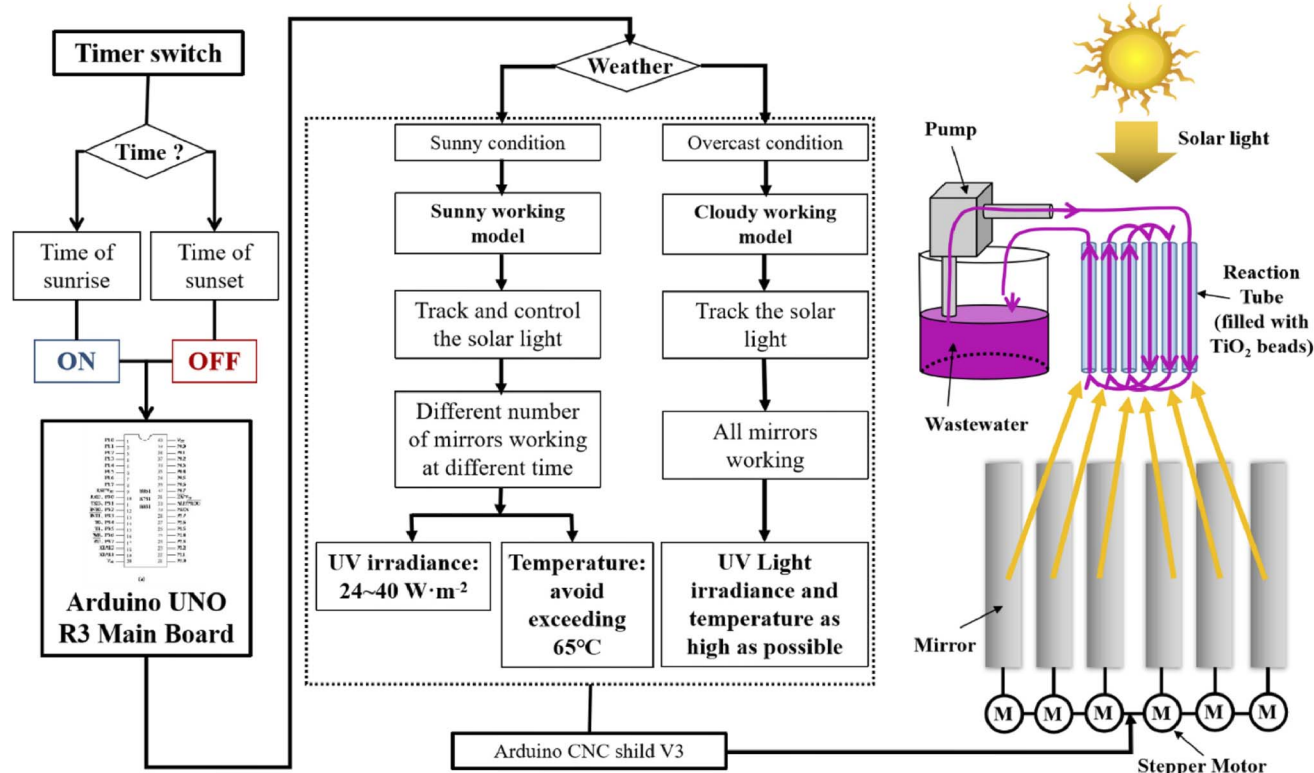 Timer switch
Time ?
Time of
sunrise
Time of
sunset
ON
OFF
(a)
Arduino UNO
R3 Main Board
Weather
Sunny condition
Overcast condition
Sunny working
model
Cloudy working
model
Track and control
the solar light
Track the solar
light
Different number
of mirrors working
at different time
All mirrors
working
UV irradiance:
24~40 W·m⁻²
Temperature:
avoid
exceeding
65°C
UV Light
irradiance and
temperature as
high as possible
Arduino CNC shild V3
Solar light
Pump
Reaction
Tube
(filled with
TiO₂ beads)
Wastewater
Mirror
M
M
M
M
M
M
Stepper Motor